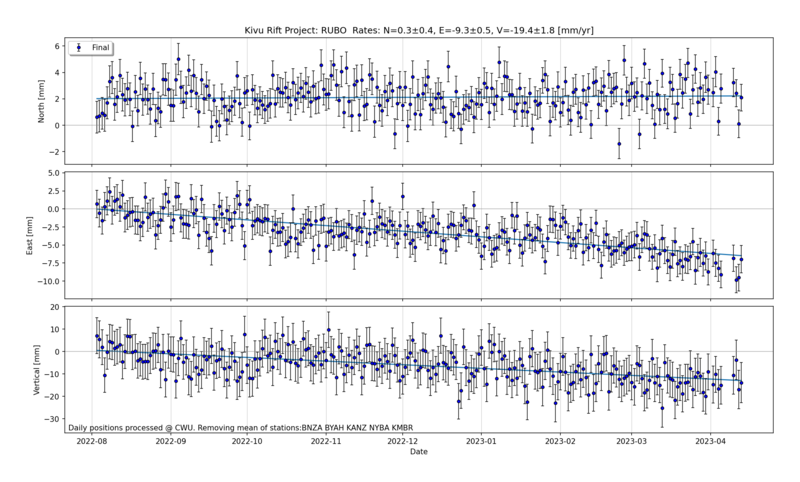 Kivu Rift Project: RUBO  Rates: N=0.3±0.4, E=-9.3±0.5, V=-19.4±1.8 [mm/yr]
Final
6
4
2
0
−2
North [mm]
5.0
2.5
0.0
−2.5
−5.0
−7.5
−10.0
East [mm]
20
10
0
−10
−20
−30
Vertical [mm]
Daily positions processed @ CWU. Removing mean of stations:BNZA BYAH KANZ NYBA KMBR
2022-08 2022-09 2022-10 2022-11 2022-12 2023-01 2023-02 2023-03 2023-04
Date